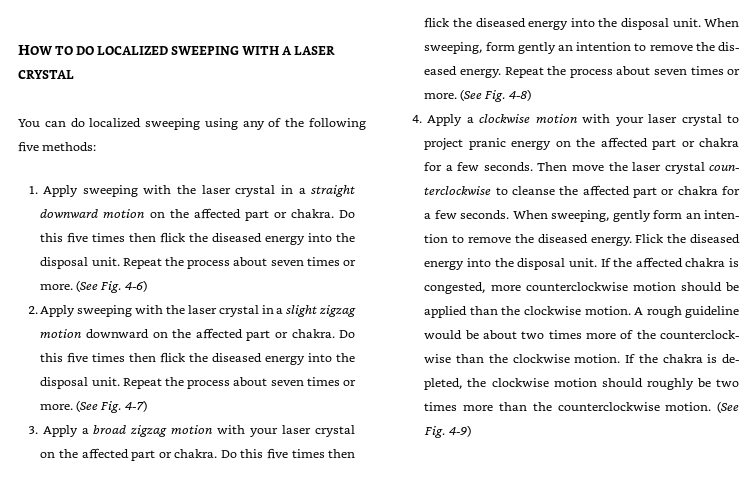 HOW TO DO LOCALIZED SWEEPING WITH A LASER
CRYSTAL
You can do localized sweeping using any of the following
five methods:
1. Apply sweeping with the laser crystal in a straight
downward motion on the affected part or chakra. Do
this five times then flick the diseased energy into the
disposal unit. Repeat the process about seven times or
more. (See Fig. 4-6)
2. Apply sweeping with the laser crystal in a slight zigzag
motion downward on the affected part or chakra. Do
this five times then flick the diseased energy into the
disposal unit. Repeat the process about seven times or
more. (See Fig. 4-7)
3. Apply a broad zigzag motion with your laser crystal
on the affected part or chakra. Do this five times then
flick the diseased energy into the disposal unit. When
sweeping, form gently an intention to remove the dis-
eased energy. Repeat the process about seven times or
more. (See Fig. 4-8)
4. Apply a clockwise motion with your laser crystal to
project pranic energy on the affected part or chakra
for a few seconds. Then move the laser crystal coun-
terclockwise to cleanse the affected part or chakra for
a few seconds. When sweeping, gently form an inten-
tion to remove the diseased energy. Flick the diseased
energy into the disposal unit. If the affected chakra is
congested, more counterclockwise motion should be
applied than the clockwise motion. A rough guideline
would be about two times more of the counterclock-
wise than the clockwise motion. If the chakra is de-
pleted, the clockwise motion should roughly be two
times more than the counterclockwise motion. (See
Fig. 4-9)